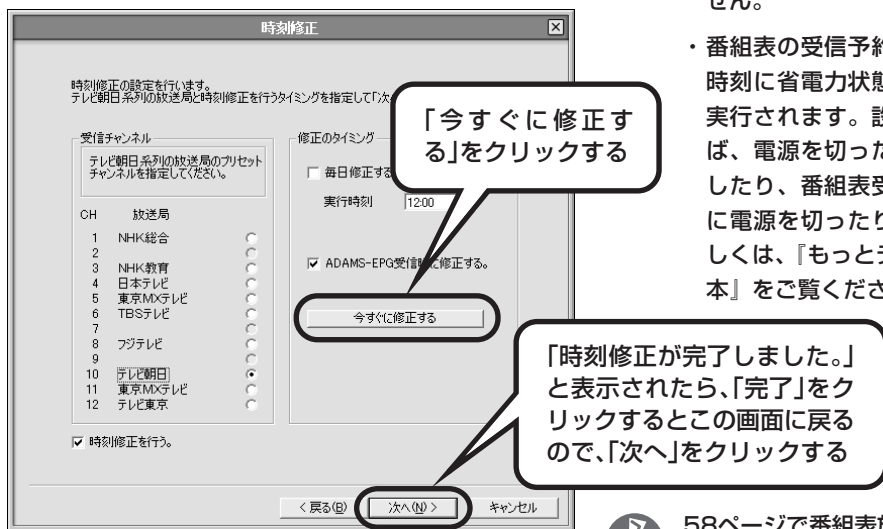 時刻修正
時刻修正の設定を行います。
テレビ朝日系列の放送局と時刻修正を行うタイミングを指定して「次
「今すぐに修正す
る」をクリックする
受信チャンネル
テレビ朝日系列の放送局のプリセット
チャンネルを指定してください。
CH 放送局
1 NHK総合
2
3 NHK教育
4 日本テレビ
5 東京MXテレビ
6 TBSテレビ
7
8 フジテレビ
9
10 テレビ朝日
11 東京MXテレビ
12 テレビ東京
時刻修正を行う。
修正のタイミング
毎日修正する
実行時刻 12:00
ADAMS-EPG受信 に修正する。
今すぐに修正する
「時刻修正が完了しました。」
と表示されたら、「完了」をク
リックするとこの画面に戻る
ので、「次へ」をクリックする
< 戻る(B) 次へ(N) > キャンセル
せん。
・番組表の受信予約
時刻に省電力状態
実行されます。
ば、電源を切った
したり、番組表受
に電源を切ったり
しくは、『もっと
本』をご覧くださ
58ページで番組表